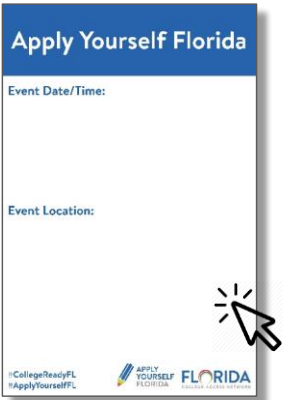 Apply Yourself Florida
Event Date/Time:
Event Location:
#CollegeReadyFL
#ApplyYourselfFL
APPLY
YOURSELF
FLORIDA
FLORIDA
COLLEGE ACCESS NETWORK